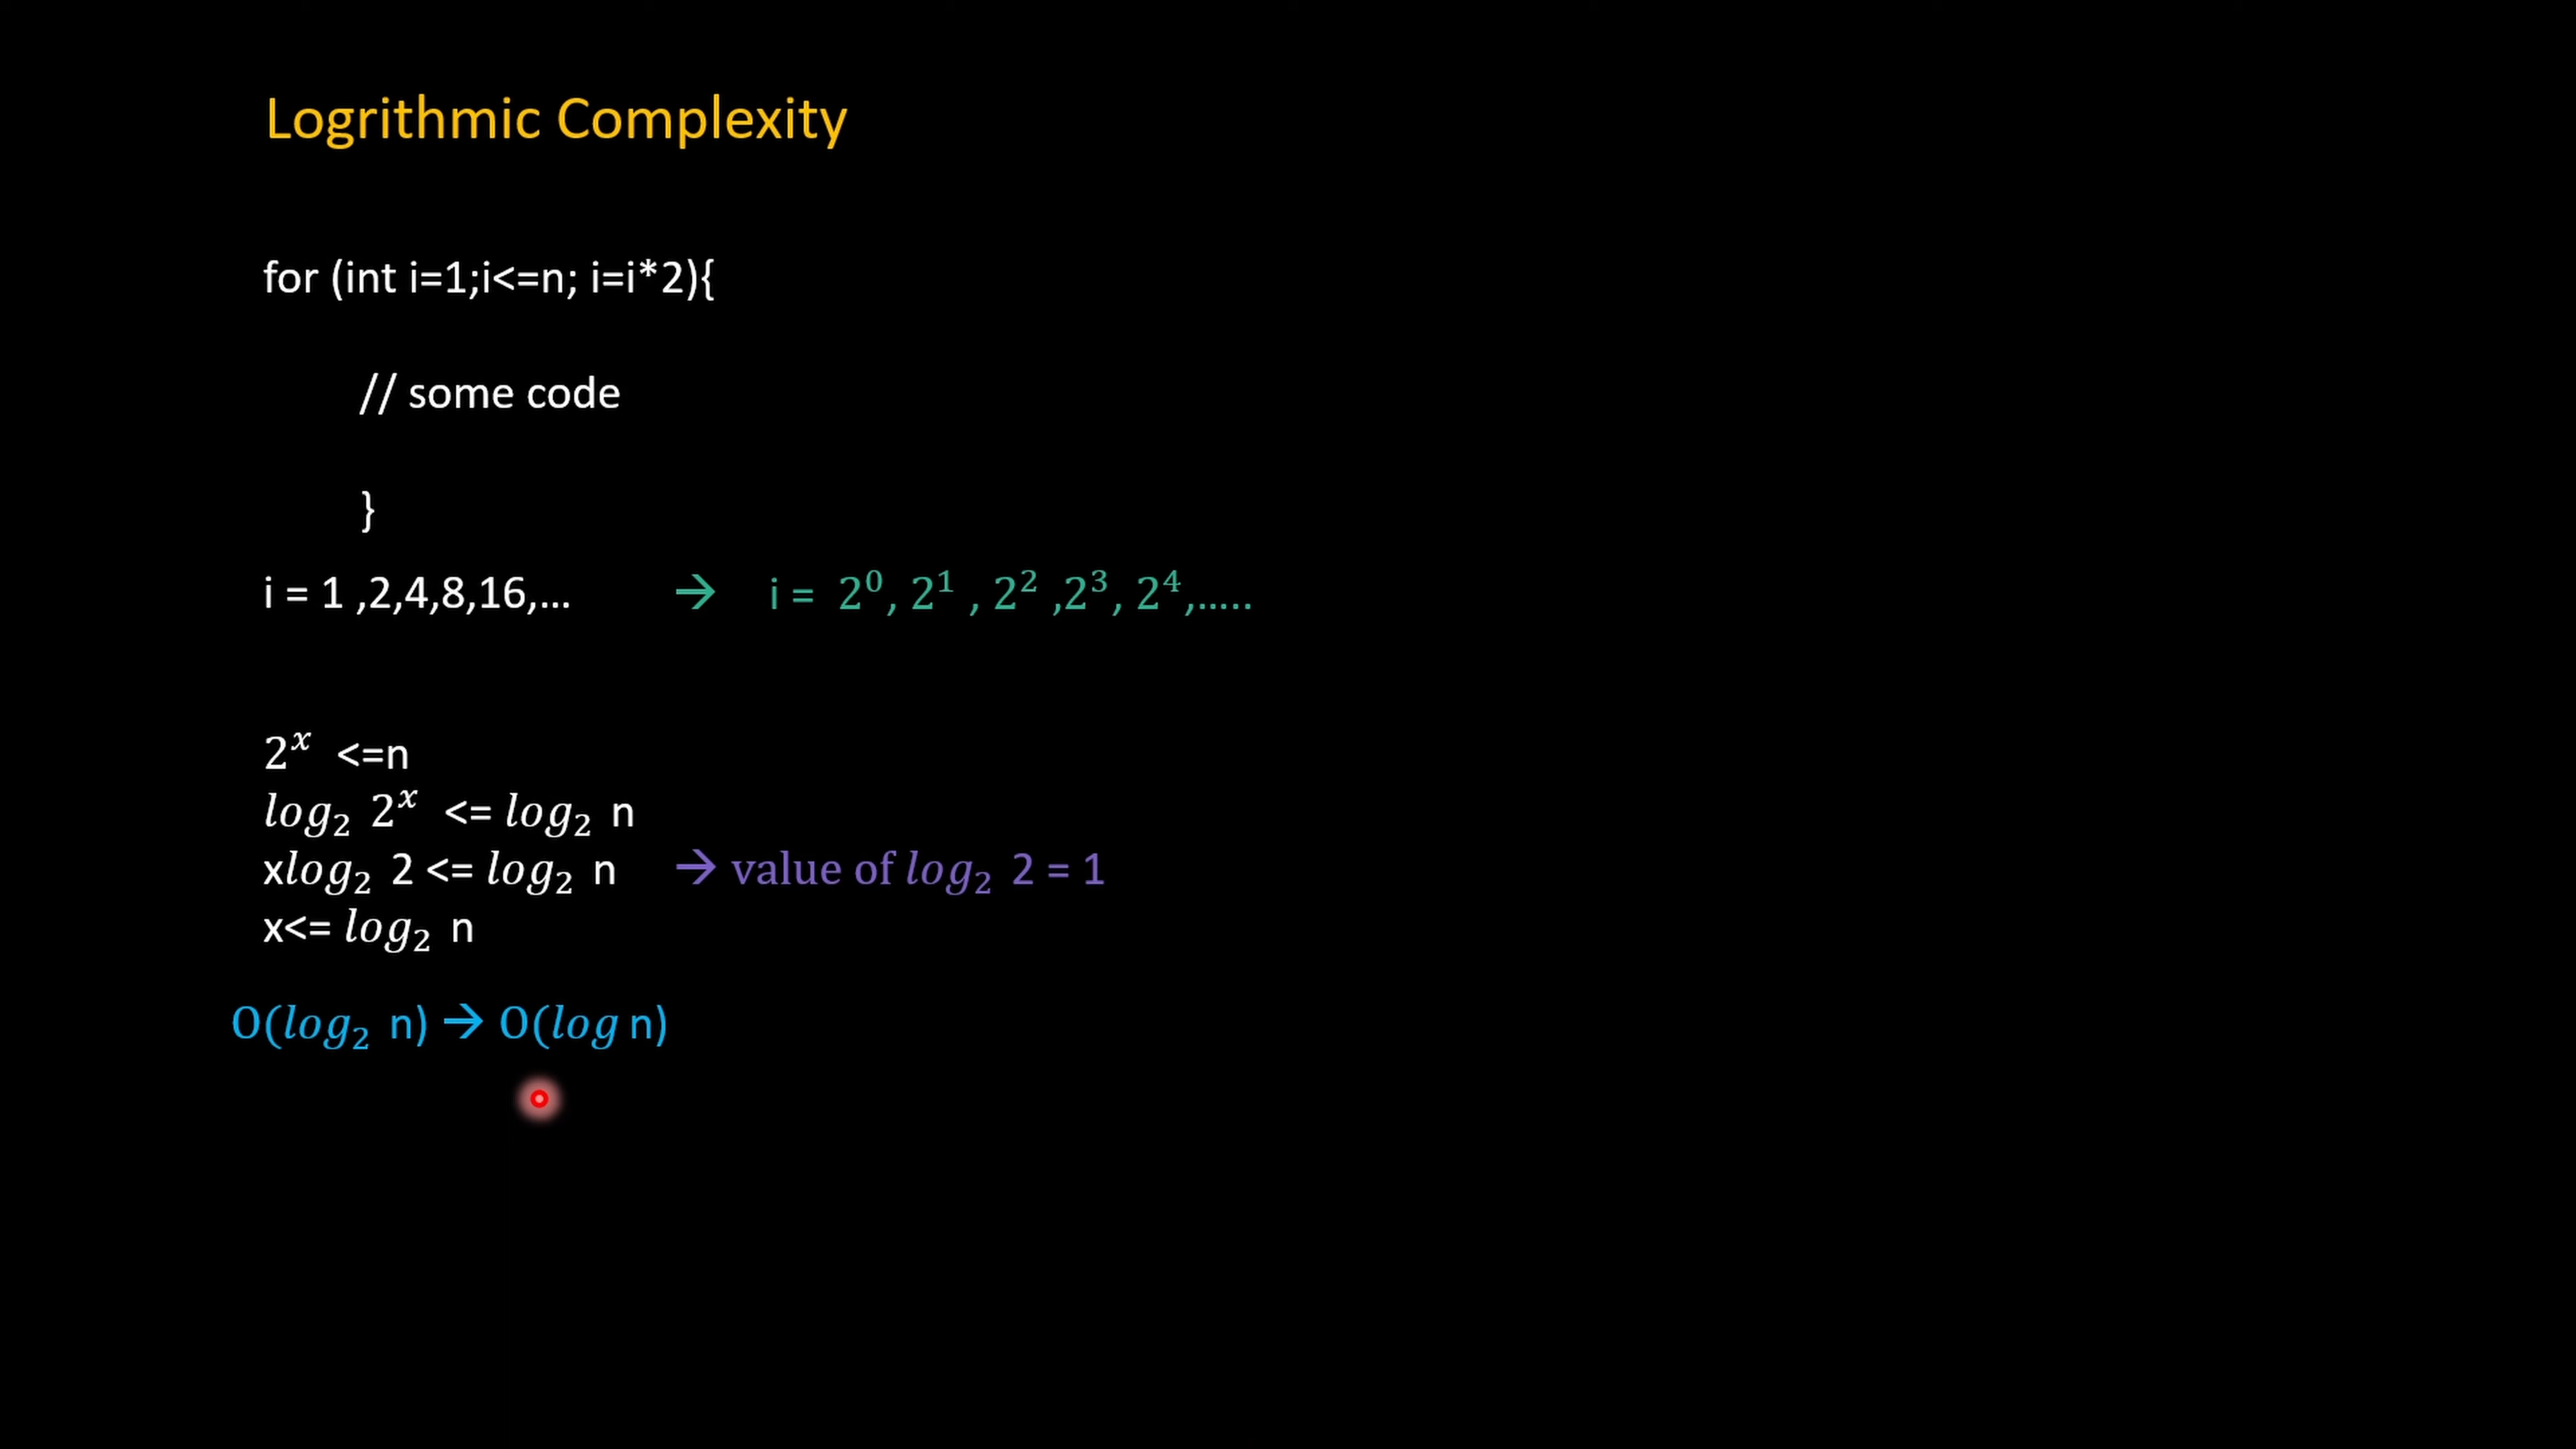 Logrithmic Complexity
for (int i=1;i<=n; i=i*2){
// some code
}
i = 1 ,2,4,8,16,... → i = 2⁰, 2¹ , 2² ,2³, 2⁴,.....
2ˣ <=n
log₂ 2ˣ <= log₂ n
xlog₂ 2 <= log₂ n → value of log₂ 2 = 1
x<= log₂ n
O(log₂ n) → O(log n)